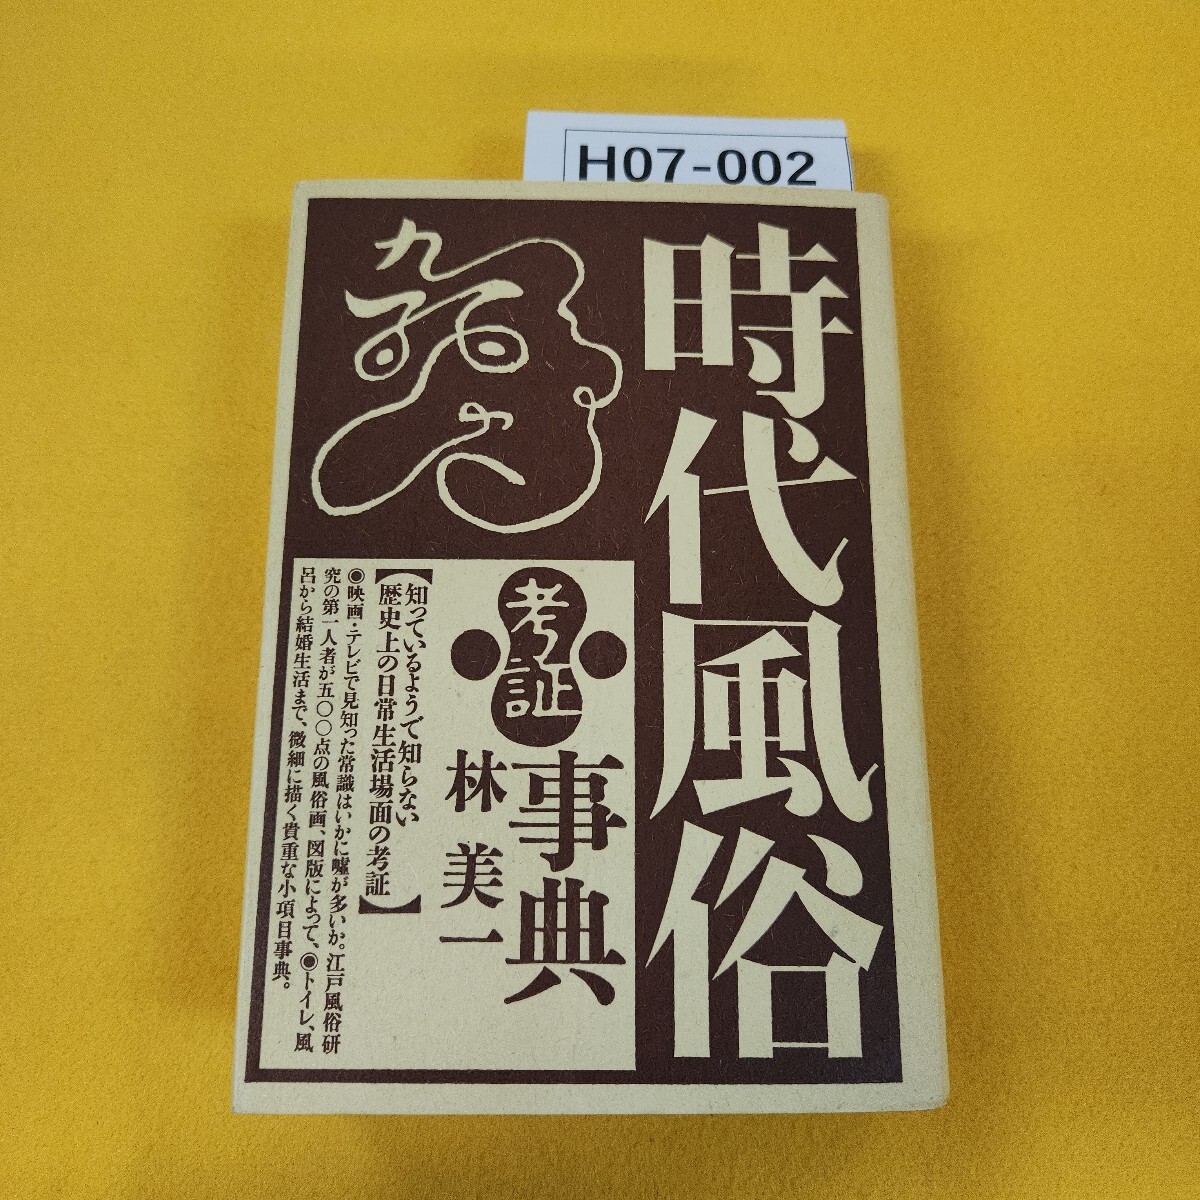 H07-002
時代風俗
考証
事典
林 美一
【知っているようで知らない
歴史上の日常生活場面の考証】
◉映画・テレビで見知った常識はいかに嘘が多いか。江戸風俗研
究の第一人者が五〇〇点の風俗画、図版によって、◉トイレ、風
呂から結婚生活まで、微細に描く貴重な小項目事典。